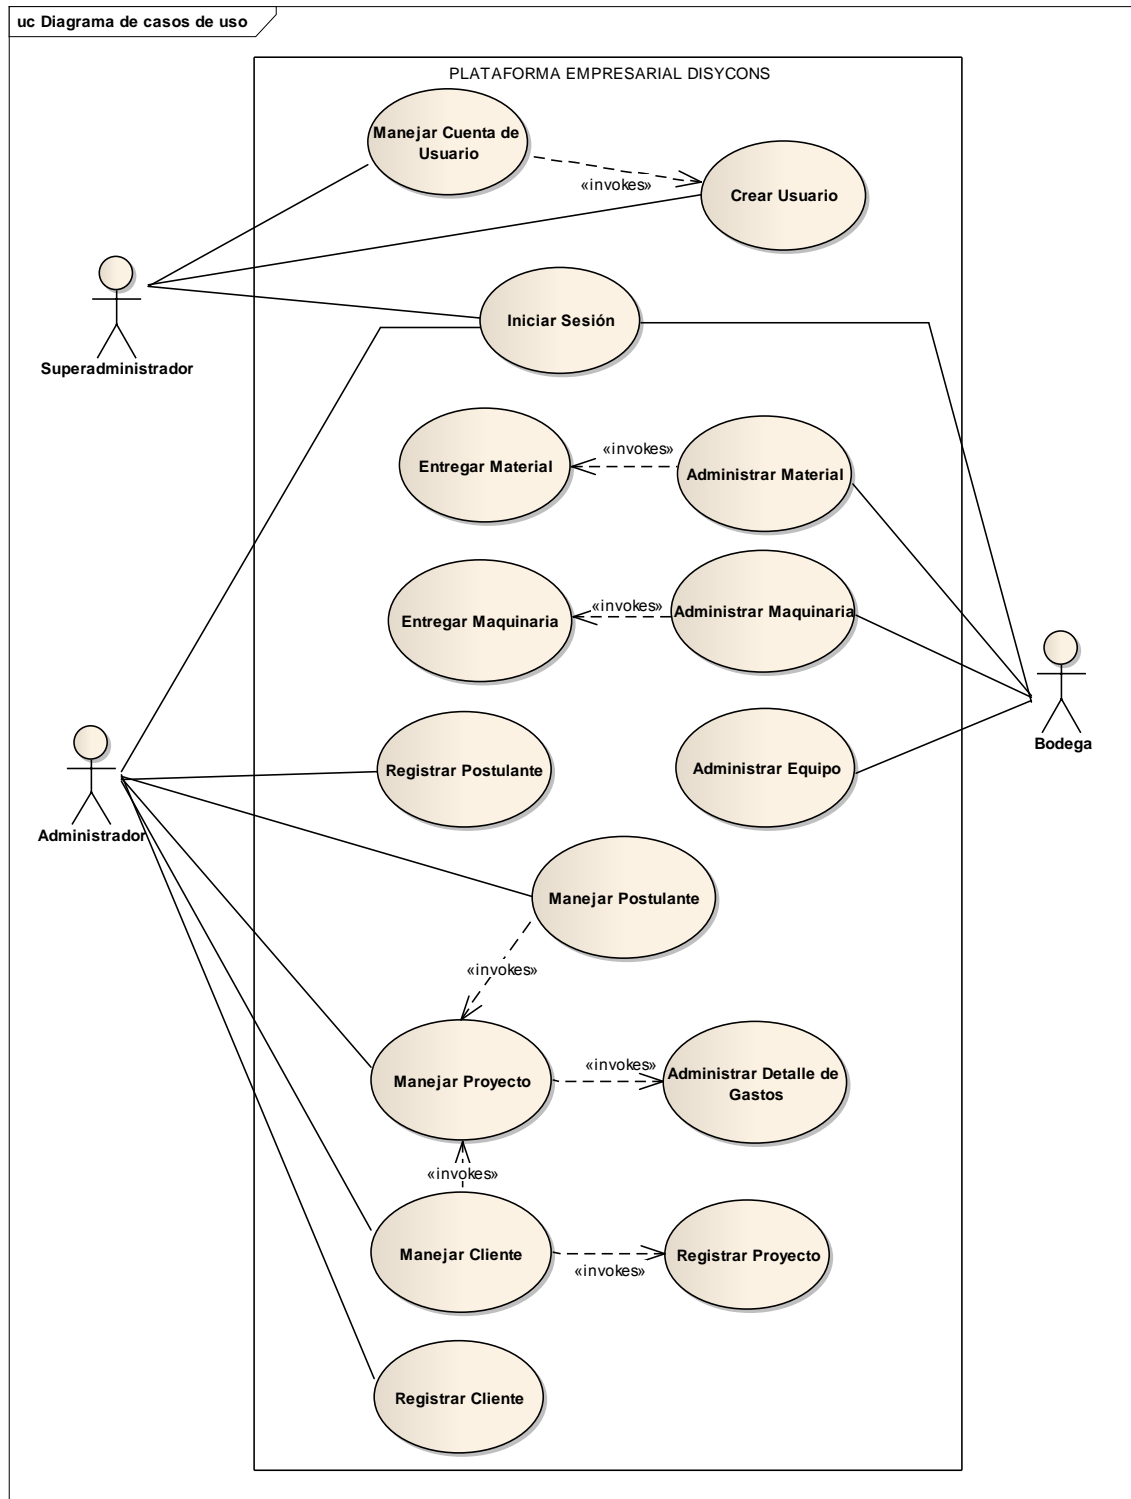 uc Diagrama de casos de uso
PLATAFORMA EMPRESARIAL DISYCONS
Manejar Cuenta de
Usuario
«invokes»
Crear Usuario
Superadministrador
Iniciar Sesión
Entregar Material
«invokes»
Administrar Material
Entregar Maquinaria
«invokes»
Administrar Maquinaria
Bodega
Registrar Postulante
Administrar Equipo
Administrador
Manejar Postulante
«invokes»
Manejar Proyecto
«invokes»
Administrar Detalle de
Gastos
«invokes»
Manejar Cliente
«invokes»
Registrar Proyecto
Registrar Cliente